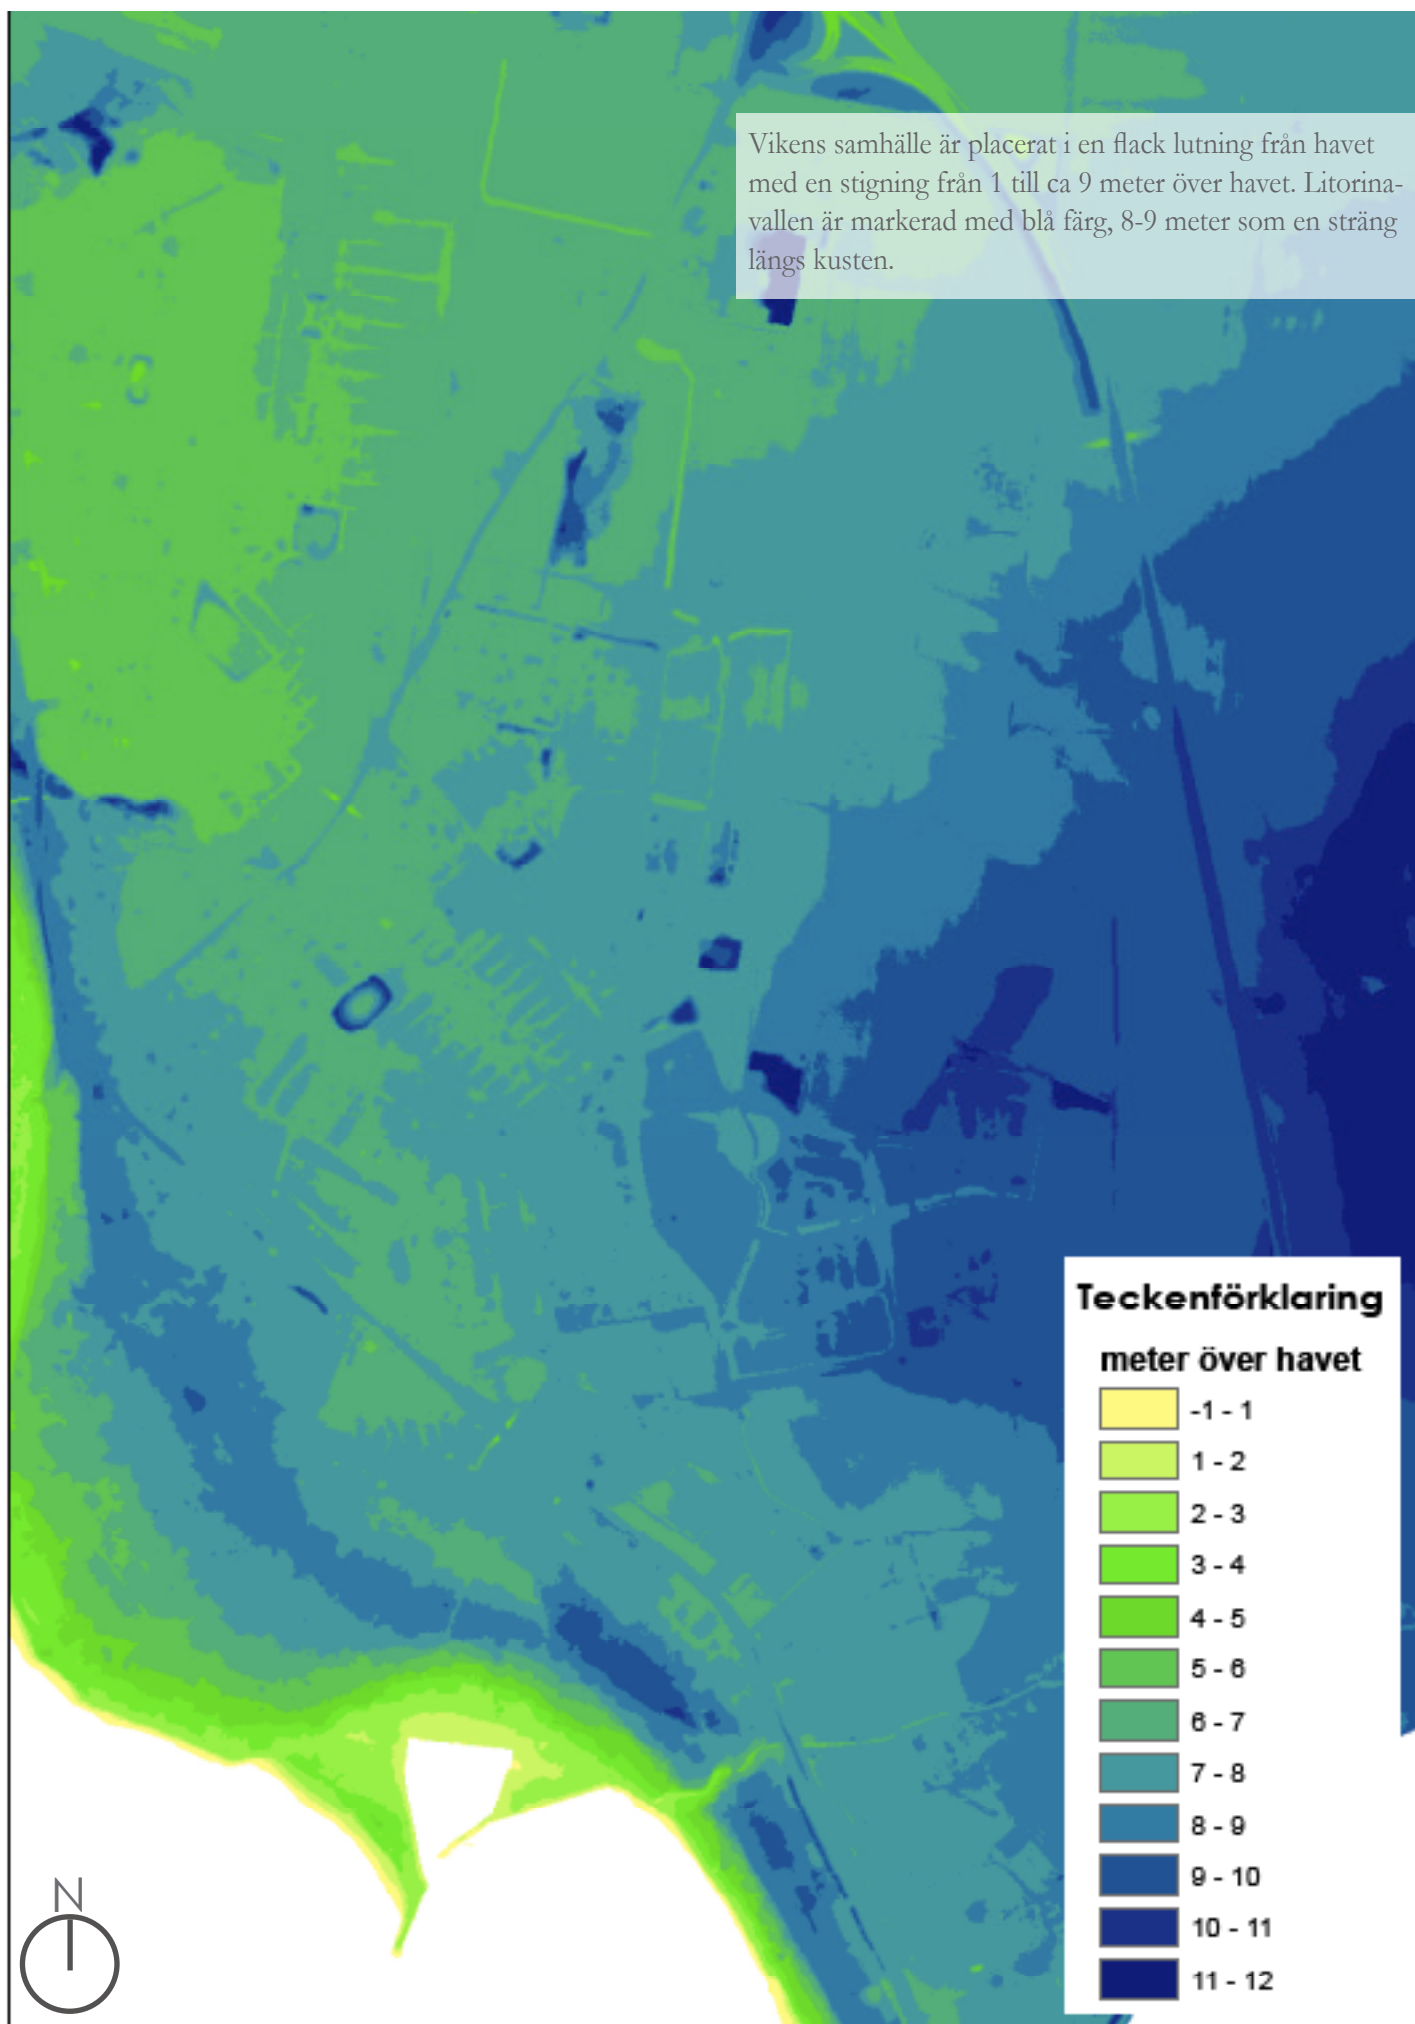 Vikens samhälle är placerat i en flack lutning från havet
med en stigning från 1 till ca 9 meter över havet. Litorina-
vallen är markerad med blå färg, 8-9 meter som en sträng
längs kusten.
Teckenförklaring
meter över havet
-1 - 1
1 - 2
2 - 3
3 - 4
4 - 5
5 - 6
6 - 7
7 - 8
8 - 9
9 - 10
10 - 11
11 - 12
N